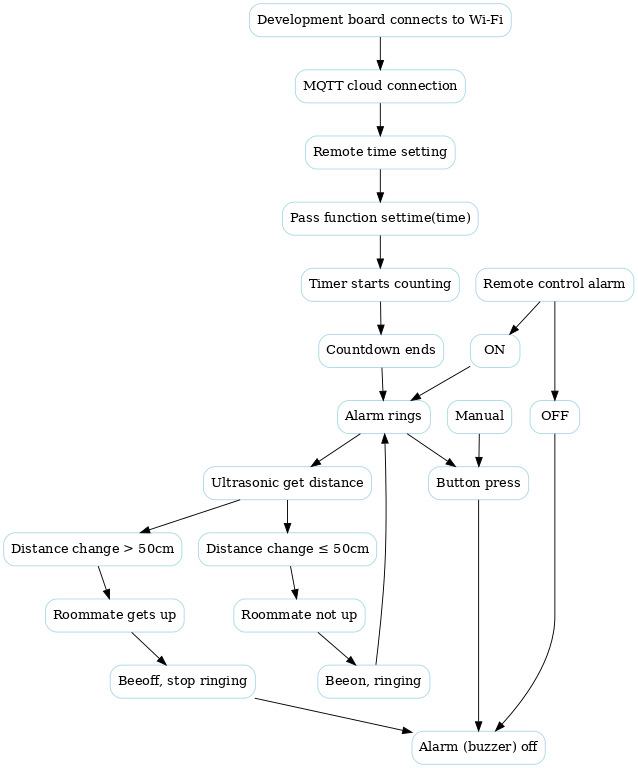 Development board connects to Wi-Fi
MQTT cloud connection
Remote time setting
Pass function settime(time)
Timer starts counting
Remote control alarm
Countdown ends
ON
Alarm rings
Manual
OFF
Ultrasonic get distance
Button press
Distance change > 50cm
Distance change ≤ 50cm
Roommate gets up
Roommate not up
Beeoff, stop ringing
Beeon, ringing
Alarm (buzzer) off